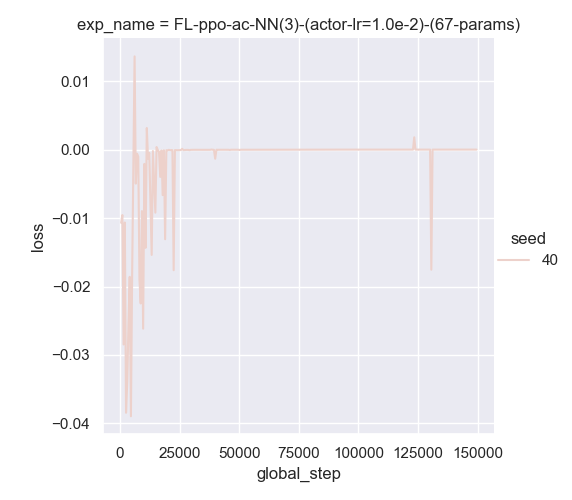 exp_name = FL-ppo-ac-NN(3)-(actor-lr=1.0e-2)-(67-params)
0.01
0.00
−0.01
−0.02
−0.03
−0.04
loss
0 25000 50000 75000 100000 125000 150000
global_step
seed
40